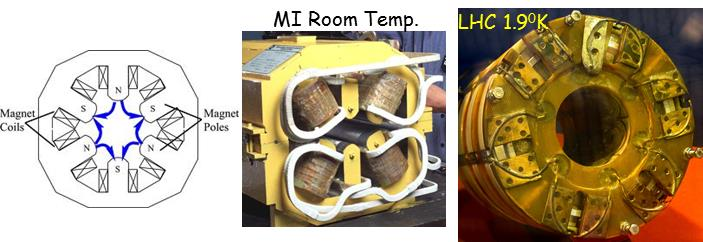 MI Room Temp.
LHC 1.9⁰K
N
S
S
Magnet
Coils
Magnet
Poles
N
N
S